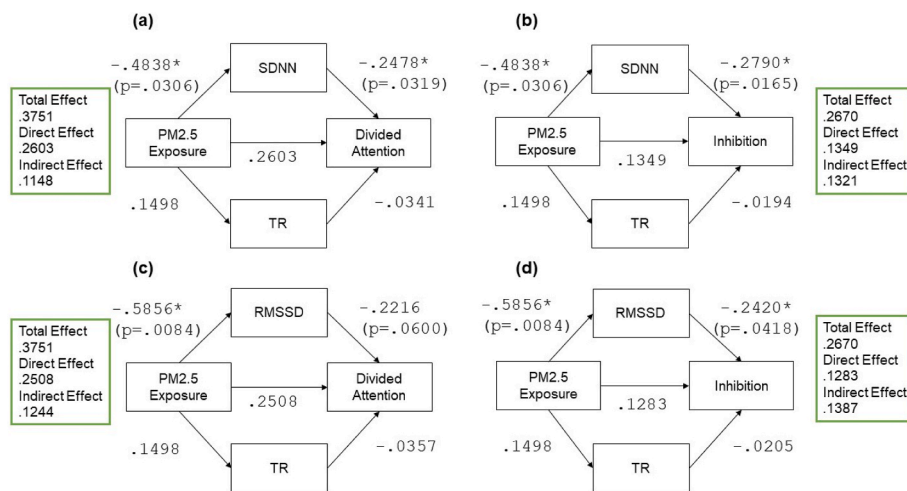 (a)
-.4838*
(p=.0306)
SDNN
-.2478*
(p=.0319)
Total Effect
.3751
Direct Effect
.2603
Indirect Effect
.1148
PM2.5
Exposure
.2603
Divided
Attention
.1498
TR
-.0341
(b)
-.4838*
(p=.0306)
SDNN
-.2790*
(p=.0165)
PM2.5
Exposure
.1349
Inhibition
Total Effect
.2670
Direct Effect
.1349
Indirect Effect
.1321
.1498
TR
-.0194
(c)
-.5856*
(p=.0084)
RMSSD
-.2216
(p=.0600)
Total Effect
.3751
Direct Effect
.2508
Indirect Effect
.1244
PM2.5
Exposure
.2508
Divided
Attention
.1498
TR
-.0357
(d)
-.5856*
(p=.0084)
RMSSD
-.2420*
(p=.0418)
PM2.5
Exposure
.1283
Inhibition
Total Effect
.2670
Direct Effect
.1283
Indirect Effect
.1387
.1498
TR
-.0205